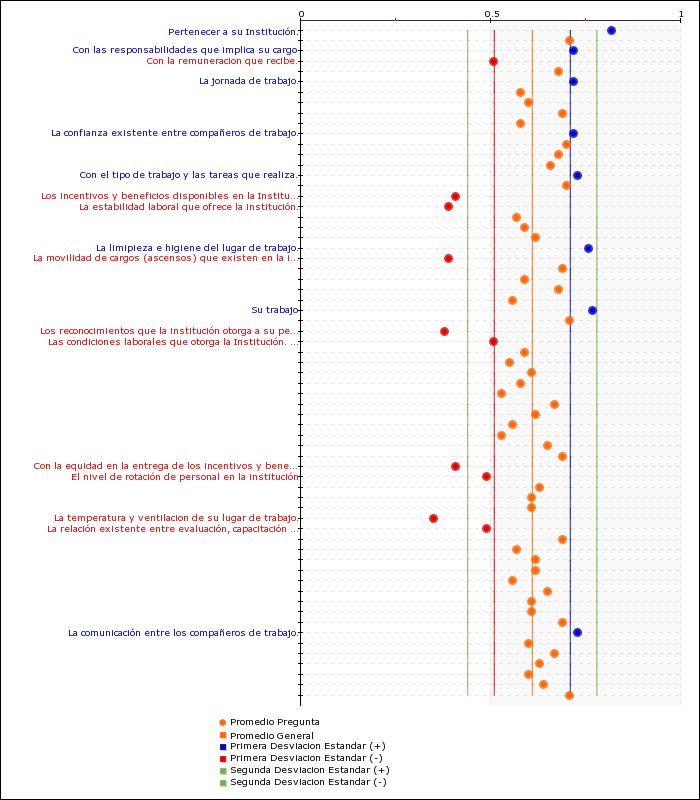 0
0.5
1
Pertenecer a su Institución.
Con las responsabilidades que implica su cargo
Con la remuneracion que recibe.
La jornada de trabajo.
La confianza existente entre compañeros de trabajo.
Con el tipo de trabajo y las tareas que realiza.
Los incentivos y beneficios disponibles en la Institu...
La estabilidad laboral que ofrece la institución.
La limipieza e higiene del lugar de trabajo.
La movilidad de cargos (ascensos) que existen en la i...
Su trabajo
Los reconocimientos que la institución otorga a su pe...
Las condiciones laborales que otorga la Institución. ...
Con la equidad en la entrega de los incentivos y bene...
El nivel de rotación de personal en la institución
La temperatura y ventilacion de su lugar de trabajo.
La relación existente entre evaluación, capacitación ...
La comunicación entre los compañeros de trabajo.
Promedio Pregunta
Promedio General
Primera Desviacion Estandar (+)
Primera Desviacion Estandar (-)
Segunda Desviacion Estandar (+)
Segunda Desviacion Estandar (-)